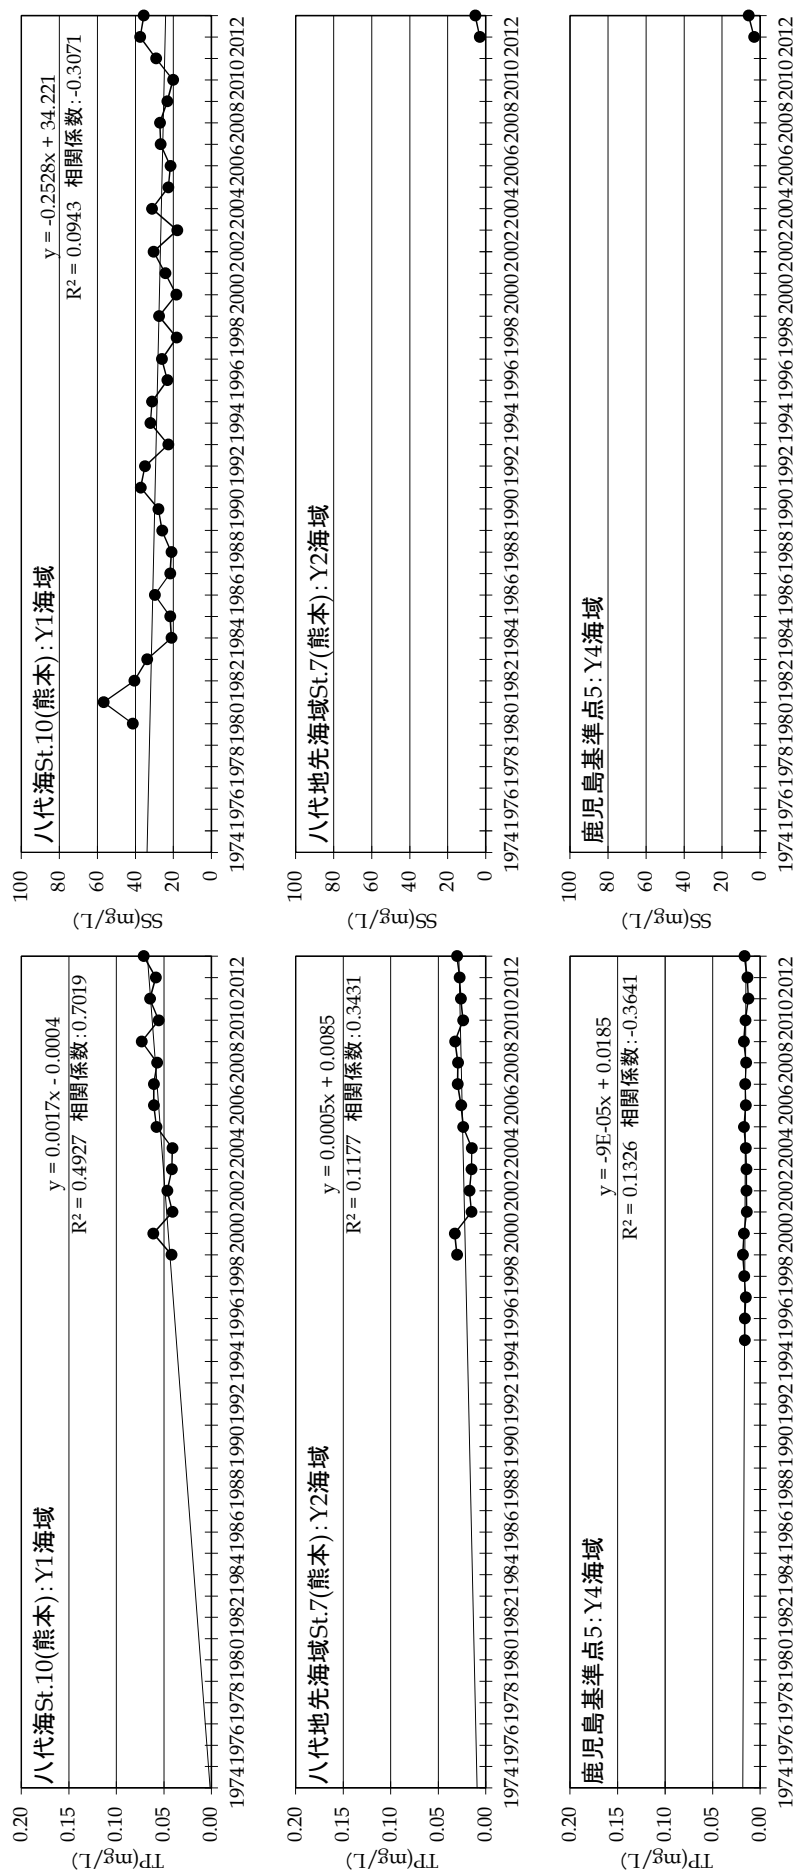 TP(mg/L)
0.20
0.15
0.10
0.05
0.00
八代海St.10(熊本):Y1海域
y = 0.0017x - 0.0004
R² = 0.4927 相関係数:0.7019
1974 1976 1978 1980 1982 1984 1986 1988 1990 1992 1994 1996 1998 2000 2002 2004 2006 2008 2010 2012
SS(mg/L)
100
80
60
40
20
0
八代海St.10(熊本):Y1海域
y = -0.2528x + 34.221
R² = 0.0943 相関係数:-0.3071
1974 1976 1978 1980 1982 1984 1986 1988 1990 1992 1994 1996 1998 2000 2002 2004 2006 2008 2010 2012
TP(mg/L)
0.20
0.15
0.10
0.05
0.00
八代地先海域St.7(熊本):Y2海域
y = 0.0005x + 0.0085
R² = 0.1177 相関係数:0.3431
1974 1976 1978 1980 1982 1984 1986 1988 1990 1992 1994 1996 1998 2000 2002 2004 2006 2008 2010 2012
SS(mg/L)
100
80
60
40
20
0
八代地先海域St.7(熊本):Y2海域
1974 1976 1978 1980 1982 1984 1986 1988 1990 1992 1994 1996 1998 2000 2002 2004 2006 2008 2010 2012
TP(mg/L)
0.20
0.15
0.10
0.05
0.00
鹿児島基準点5:Y4海域
y = -9E-05x + 0.0185
R² = 0.1326 相関係数:-0.3641
1974 1976 1978 1980 1982 1984 1986 1988 1990 1992 1994 1996 1998 2000 2002 2004 2006 2008 2010 2012
SS(mg/L)
100
80
60
40
20
0
鹿児島基準点5:Y4海域
1974 1976 1978 1980 1982 1984 1986 1988 1990 1992 1994 1996 1998 2000 2002 2004 2006 2008 2010 2012